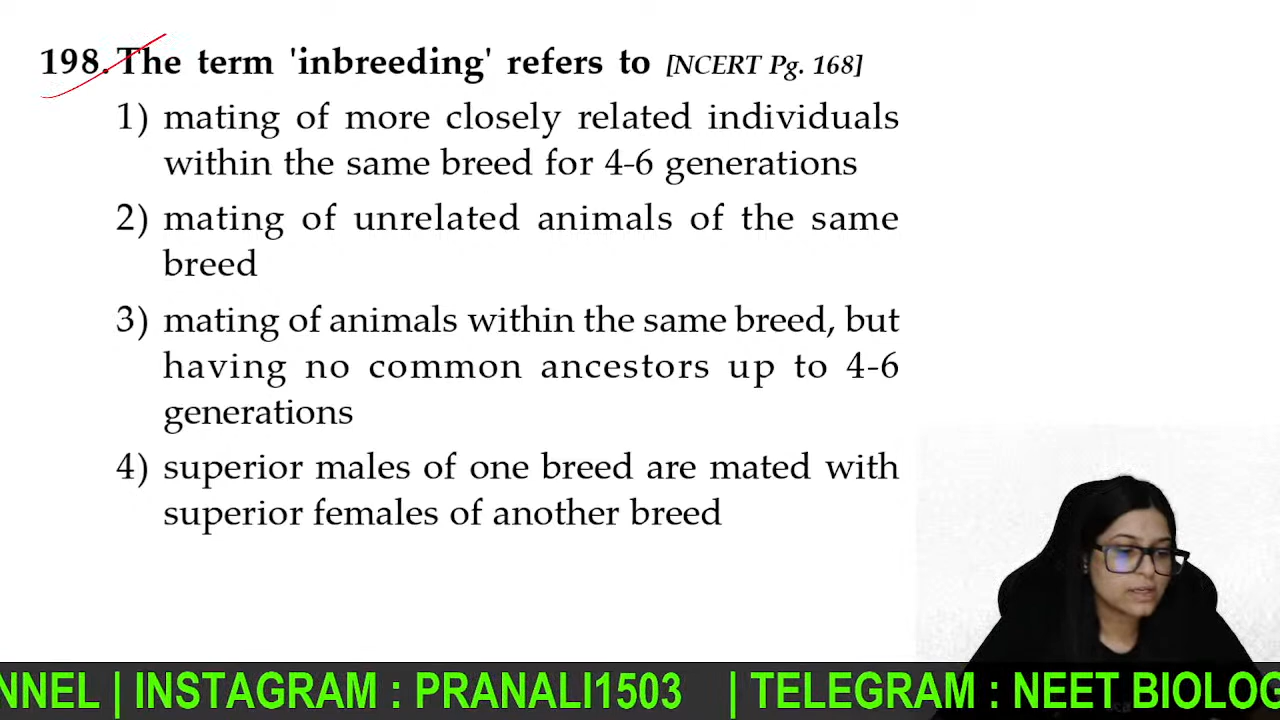 198. The term 'inbreeding' refers to [NCERT Pg. 168]
1) mating of more closely related individuals
within the same breed for 4-6 generations
2) mating of unrelated animals of the same
breed
3) mating of animals within the same breed, but
having no common ancestors up to 4-6
generations
4) superior males of one breed are mated with
superior females of another breed
NNEL | INSTAGRAM : PRANALI1503 | TELEGRAM : NEET BIOLOG